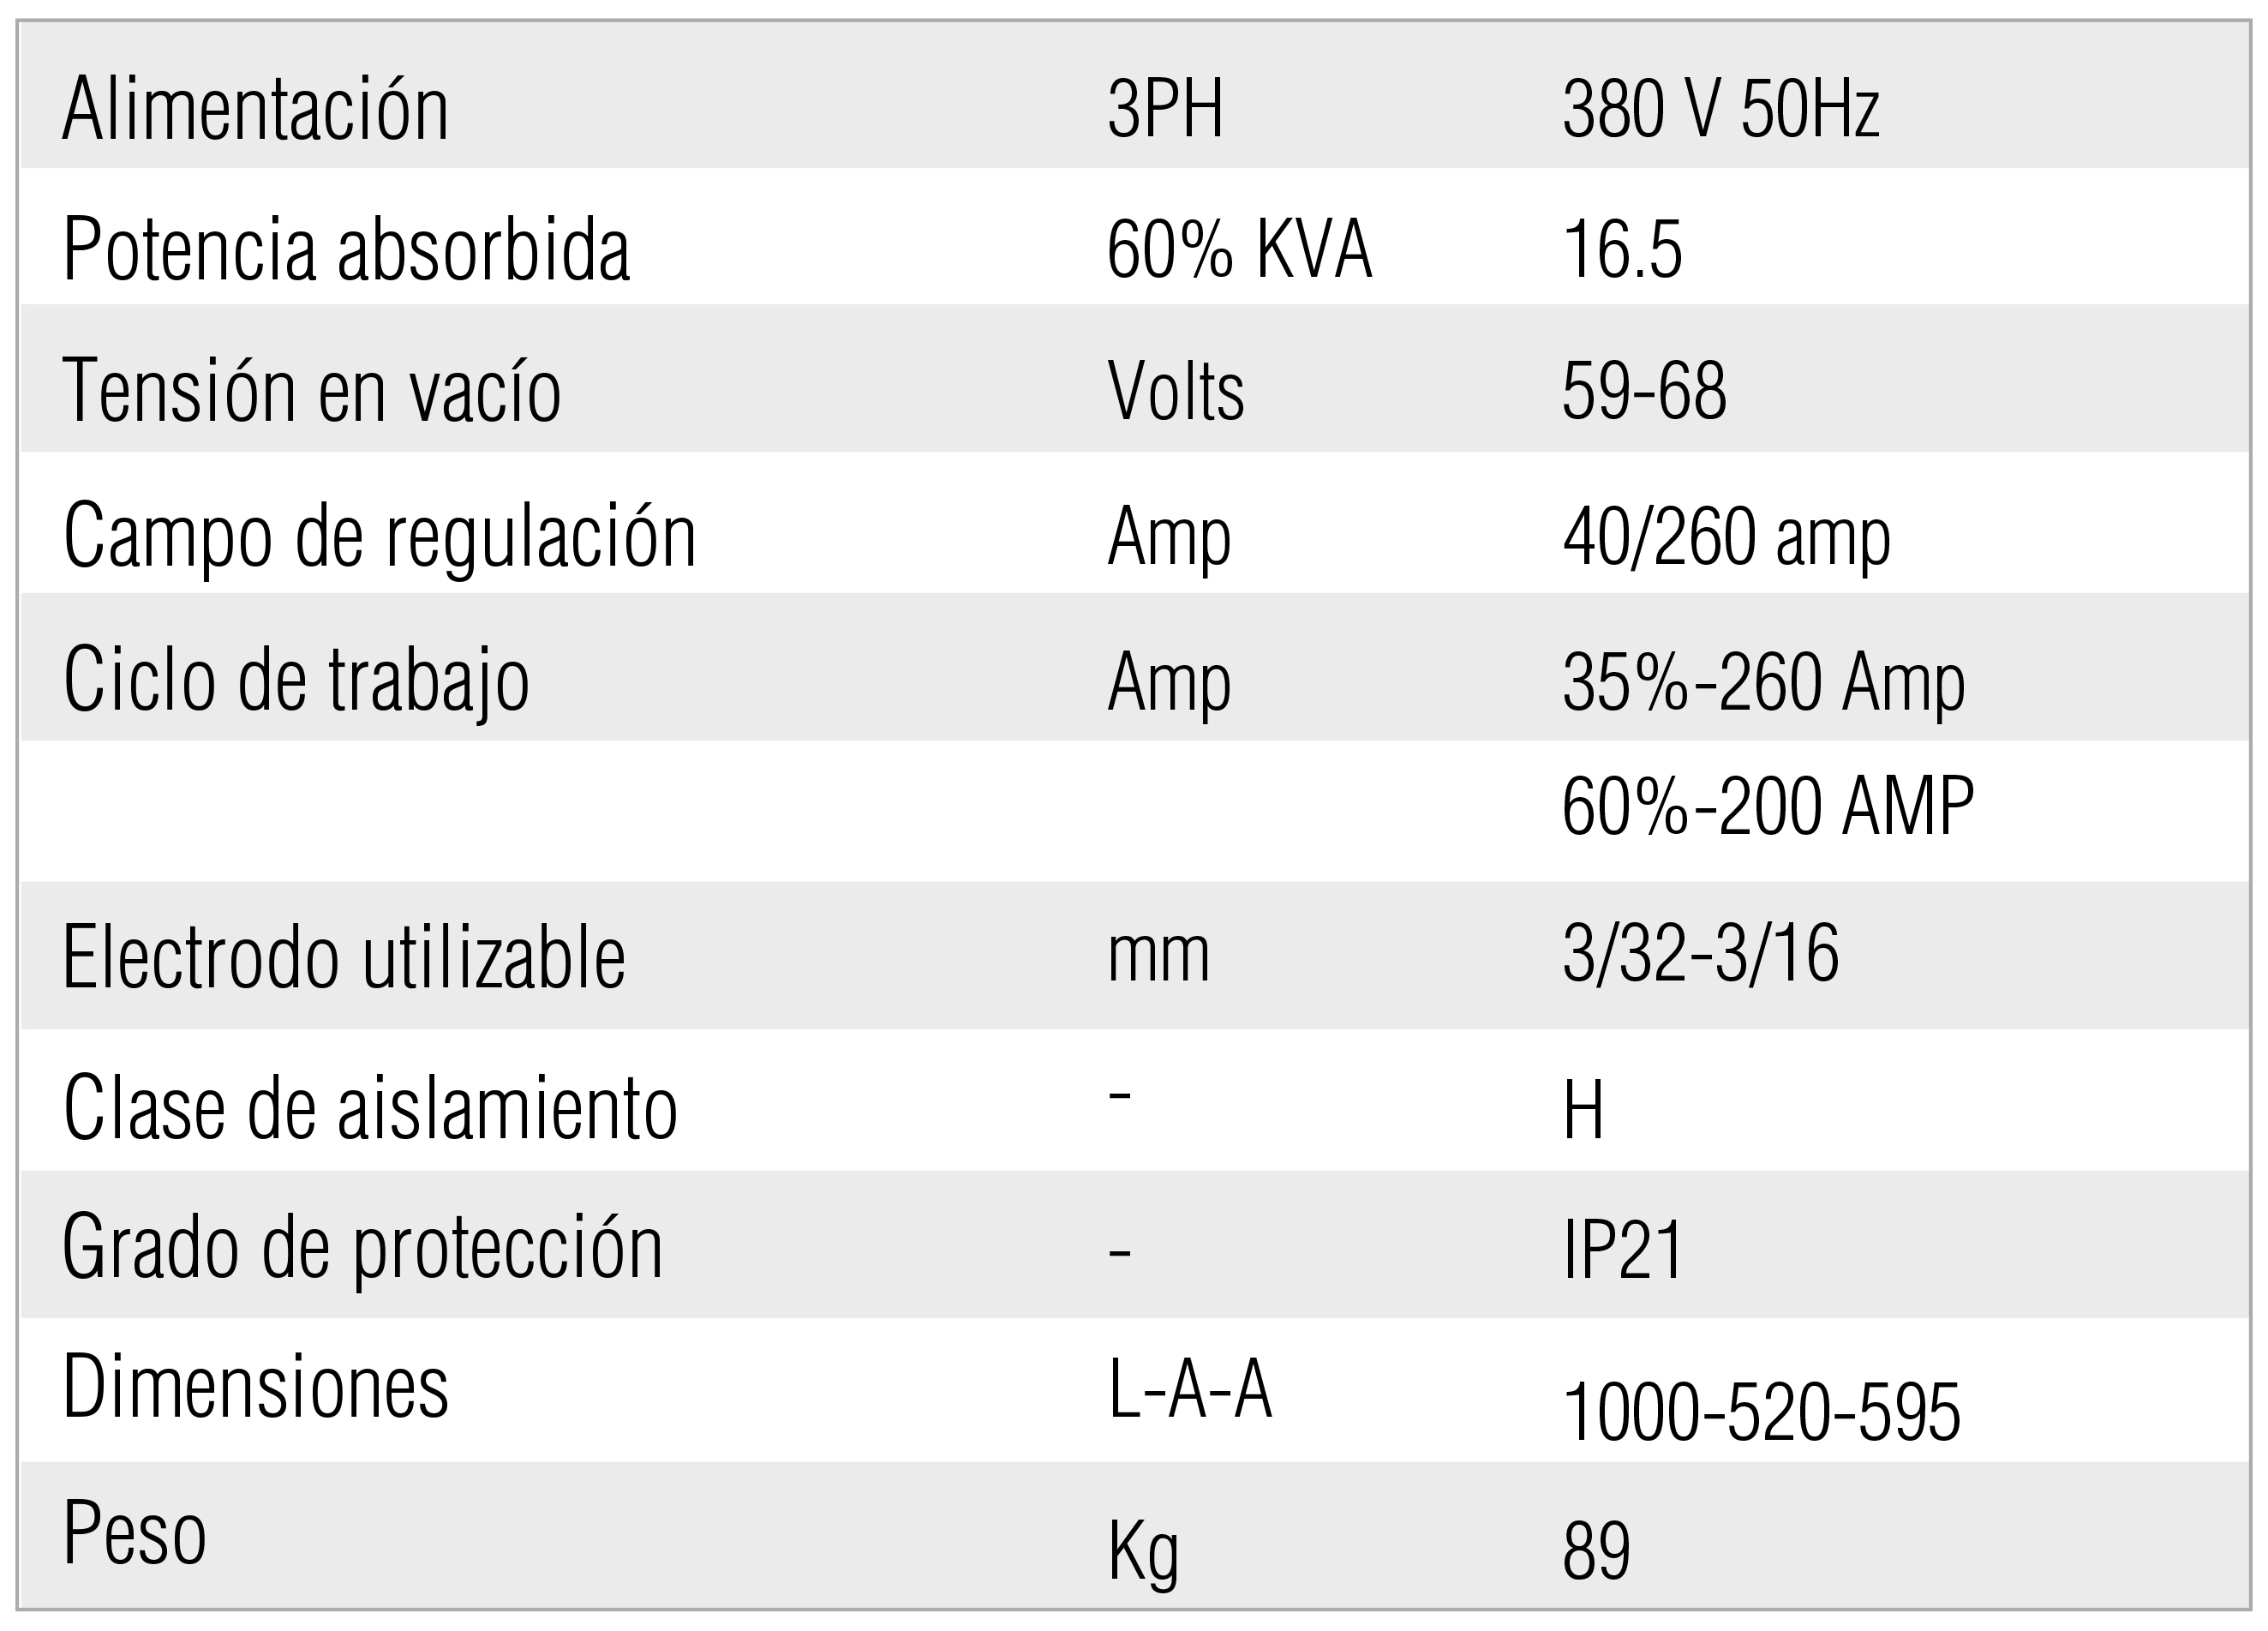 Alimentación 3PH 380 V 50Hz
Potencia absorbida 60% KVA 16.5
Tensión en vacío Volts 59-68
Campo de regulación Amp 40/260 amp
Ciclo de trabajo Amp 35%-260 Amp
60%-200 AMP
Electrodo utilizable mm 3/32-3/16
Clase de aislamiento - H
Grado de protección - IP21
Dimensiones L-A-A 1000-520-595
Peso Kg 89